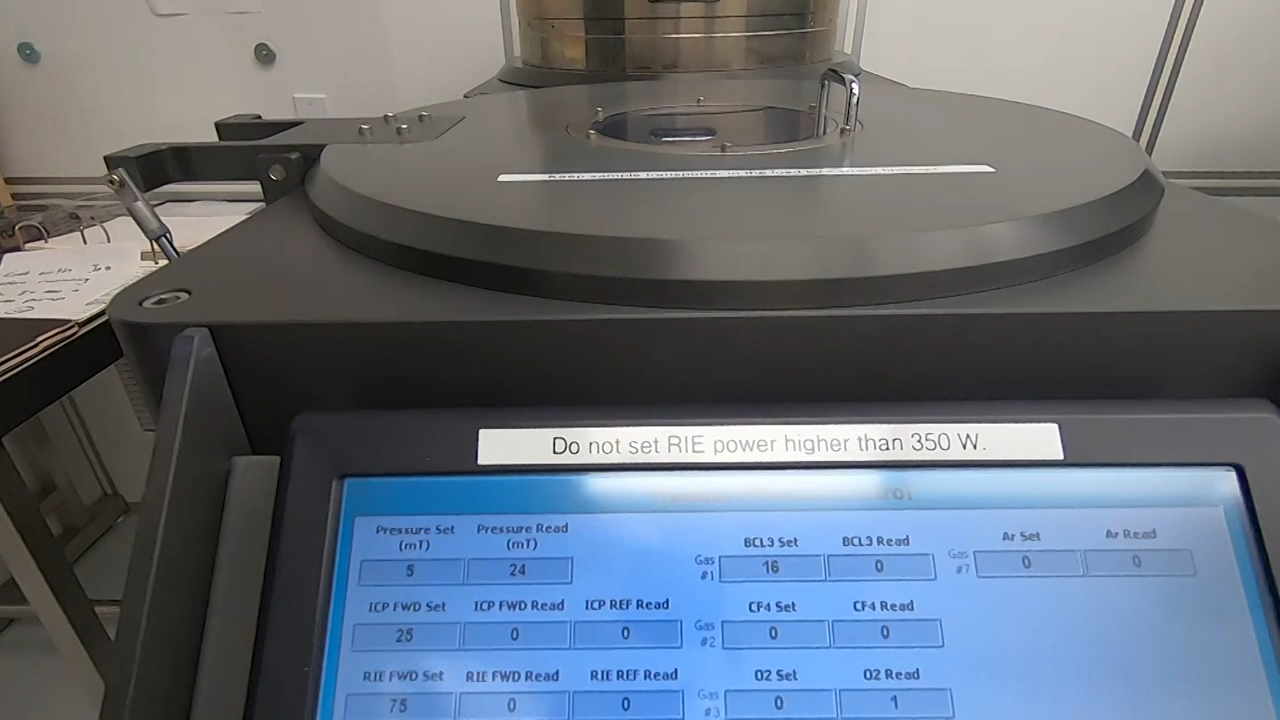 Keep sample transporter in the load lock when
Do not set RIE power higher than 350 W.
Pressure Set
(mT)
Pressure Read
(mT)
5
24
BCL3 Set
BCL3 Read
Gas
#1
16
0
Ar Set
Ar Read
Gas
#7
0
0
ICP FWD Set
ICP FWD Read
ICP REF Read
25
0
0
CF4 Set
CF4 Read
Gas
#2
0
0
RIE FWD Set
RIE FWD Read
RIE REF Read
75
0
0
O2 Set
O2 Read
Gas
#3
0
1